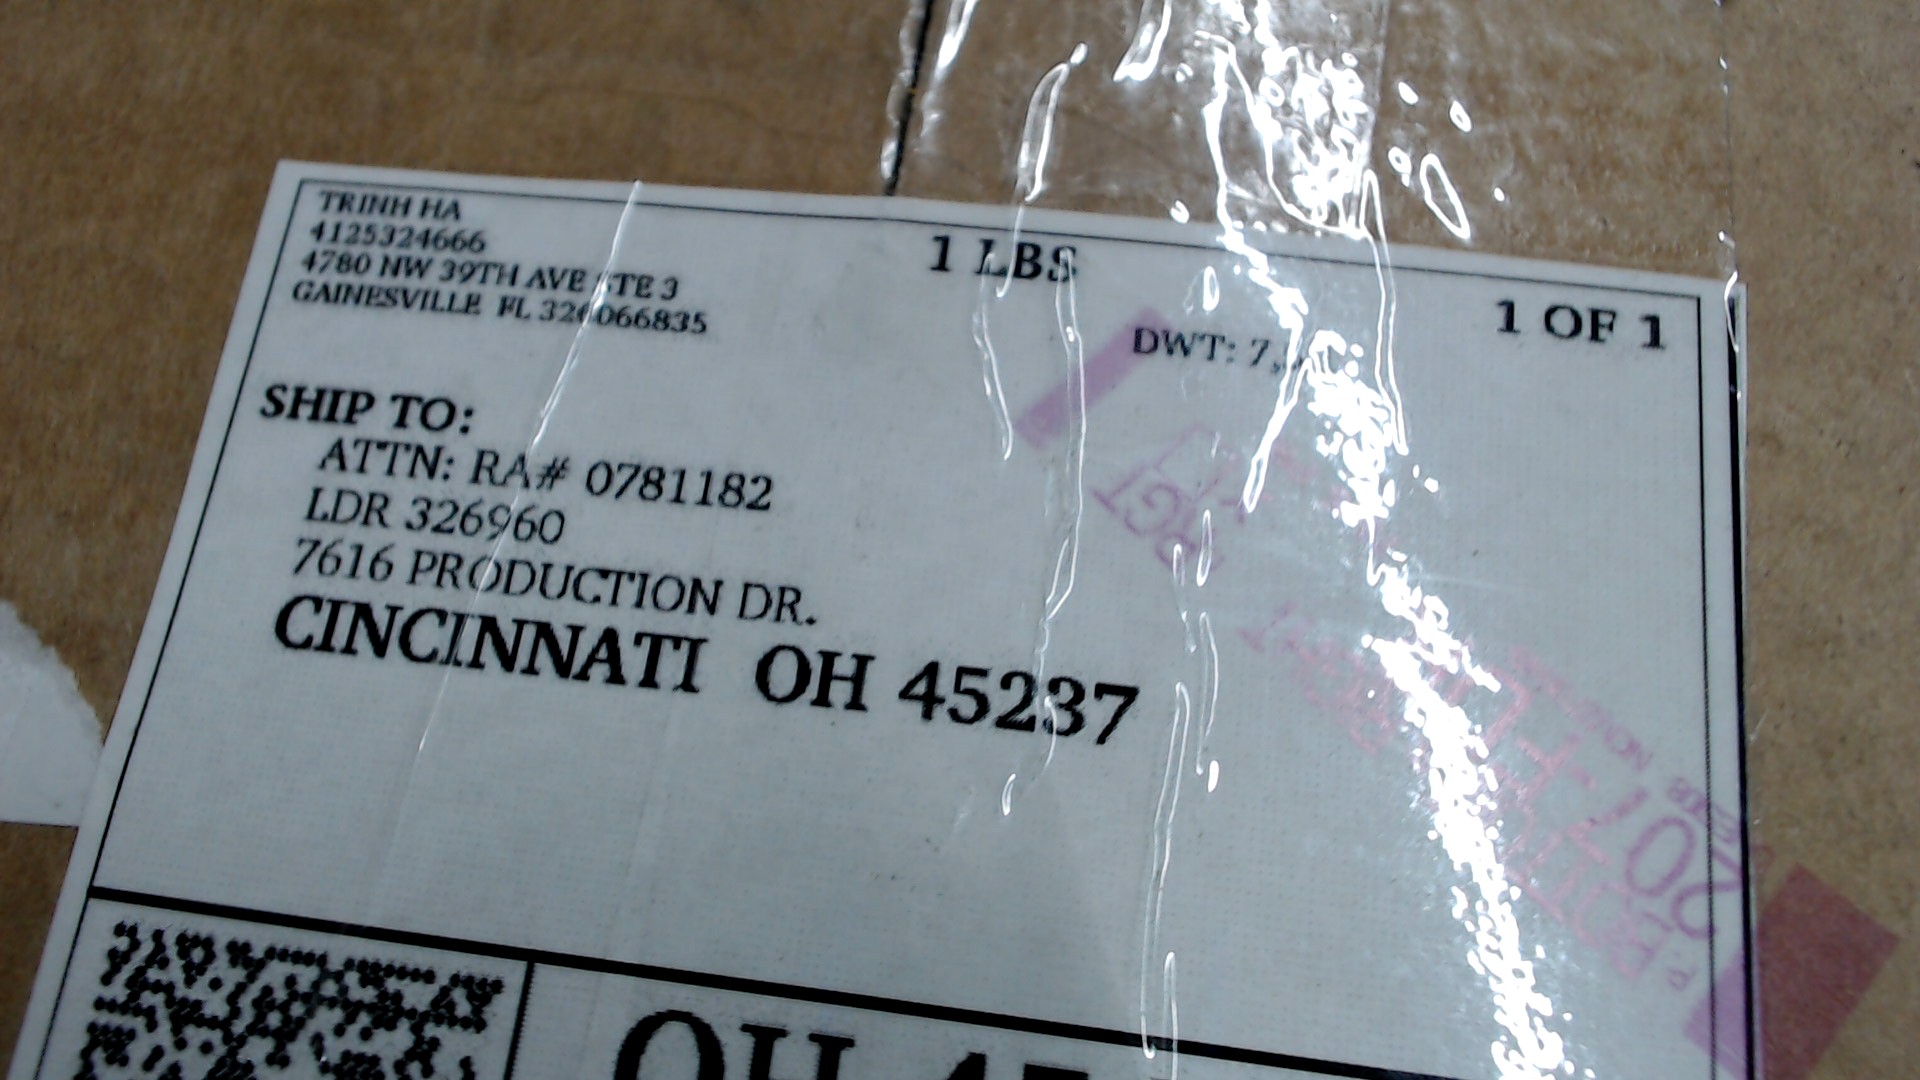 TRINH HA
4125324666
4780 NW 39TH AVE STE 3
GAINESVILLE FL 326066835
1 LBS
1 OF 1
DWT: 7,
SHIP TO:
ATTN: RA# 0781182
LDR 326960
7616 PRODUCTION DR.
CINCINNATI OH 45237
OH